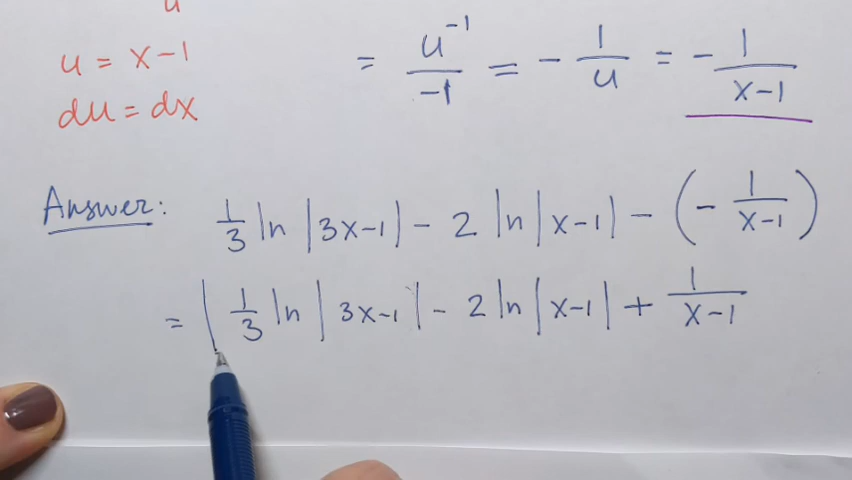 u
u = x-1
du = dx
= u⁻¹/-1 = - 1/u = - 1/x-1
Answer: 1/3 ln |3x-1| - 2 ln |x-1| - (- 1/x-1)
= 1/3 ln |3x-1| - 2 ln |x-1| + 1/x-1